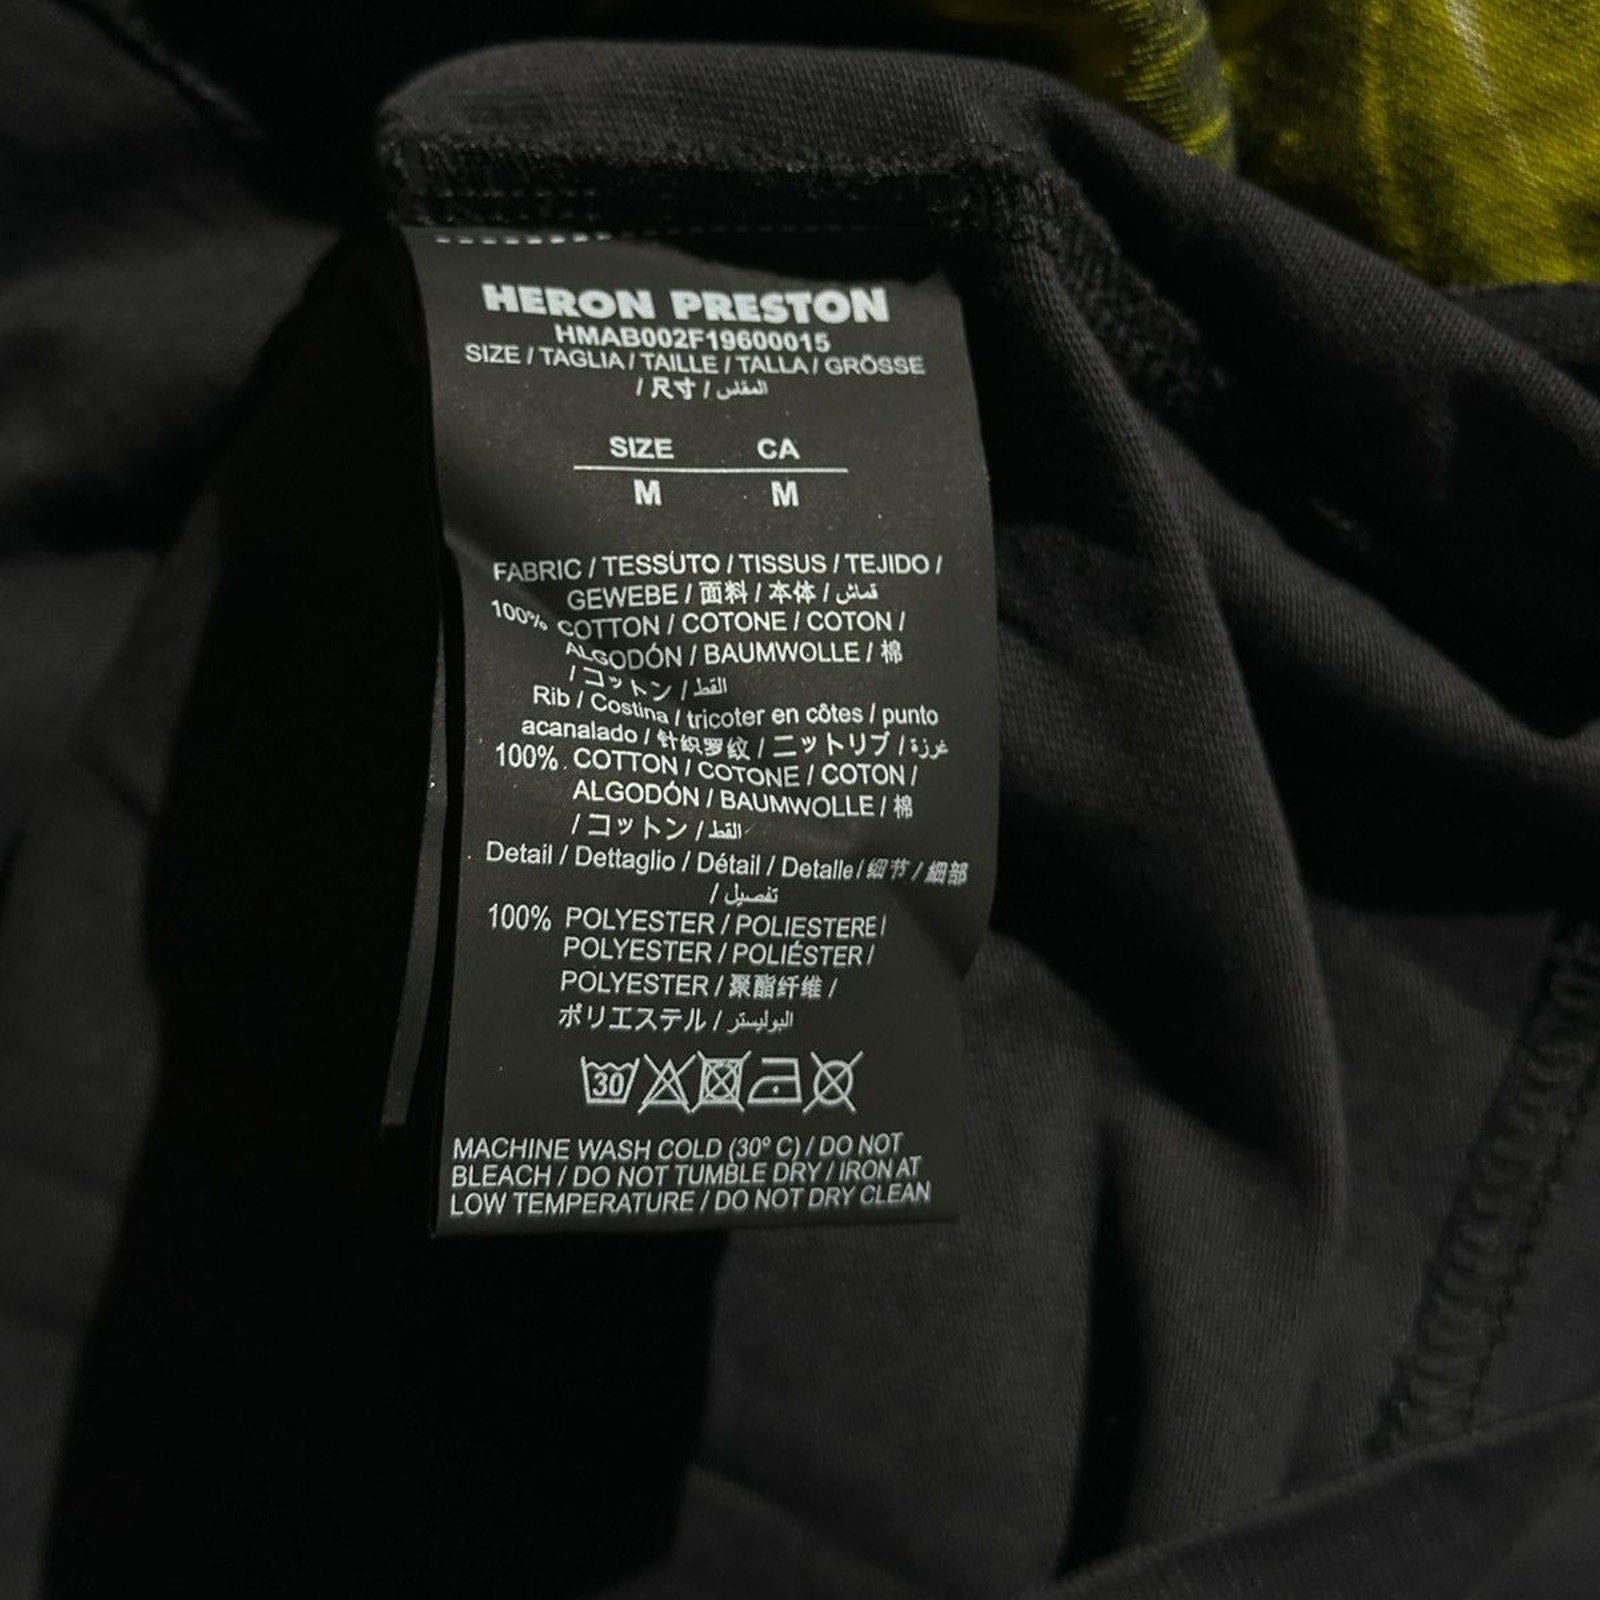 HERON PRESTON
HMAB002F19600015
SIZE / TAGLIA / TAILLE / TALLA / GRÖSSE
/ 尺寸 / المقاس
SIZE CA
M M
FABRIC / TESSUTO / TISSUS / TEJIDO /
GEWEBE / 面料 / 本体 / قماش
100% COTTON / COTONE / COTON /
ALGODÓN / BAUMWOLLE / 棉
/ コットン / القط
Rib / Costina / tricoter en côtes / punto
acanalado / 针织罗纹 / ニットリブ / غرزة
100% COTTON / COTONE / COTON /
ALGODÓN / BAUMWOLLE / 棉
/ コットン / القط
Detail / Dettaglio / Détail / Detalle / 细节 / 細部
/ تفصيل
100% POLYESTER / POLIESTERE /
POLYESTER / POLIÉSTER /
POLYESTER / 聚酯纤维 /
ポリエステル / البوليستر
30
MACHINE WASH COLD (30º C) / DO NOT
BLEACH / DO NOT TUMBLE DRY / IRON AT
LOW TEMPERATURE / DO NOT DRY CLEAN